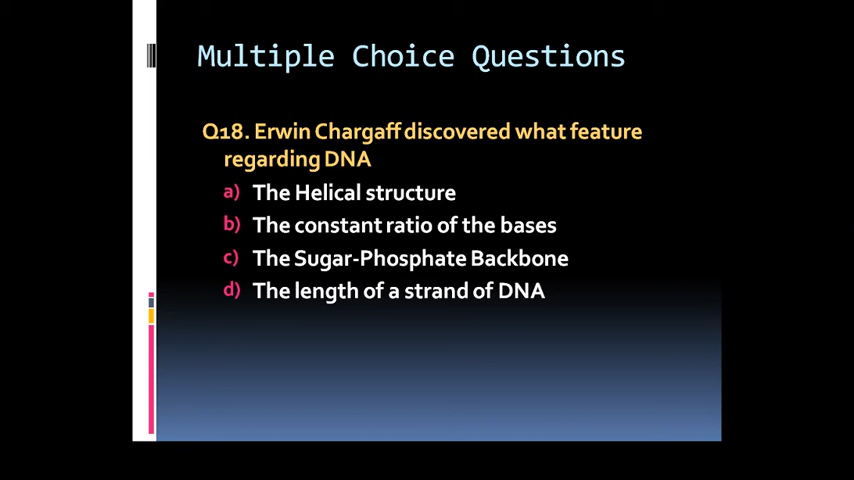 Multiple Choice Questions
Q18. Erwin Chargaff discovered what feature
regarding DNA
a) The Helical structure
b) The constant ratio of the bases
c) The Sugar-Phosphate Backbone
d) The length of a strand of DNA